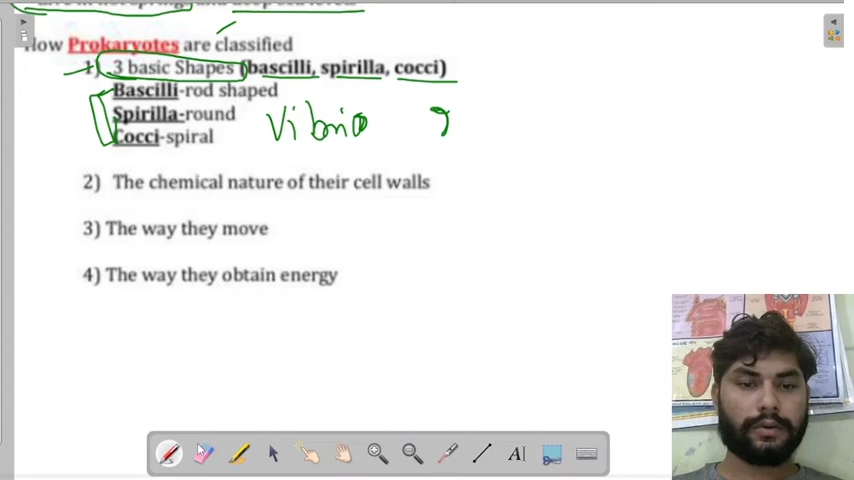 How Prokaryotes are classified
1) 3 basic Shapes (bascilli, spirilla, cocci)
Bascilli-rod shaped
Spirilla-round
Cocci-spiral
Vibrio
2) The chemical nature of their cell walls
3) The way they move
4) The way they obtain energy